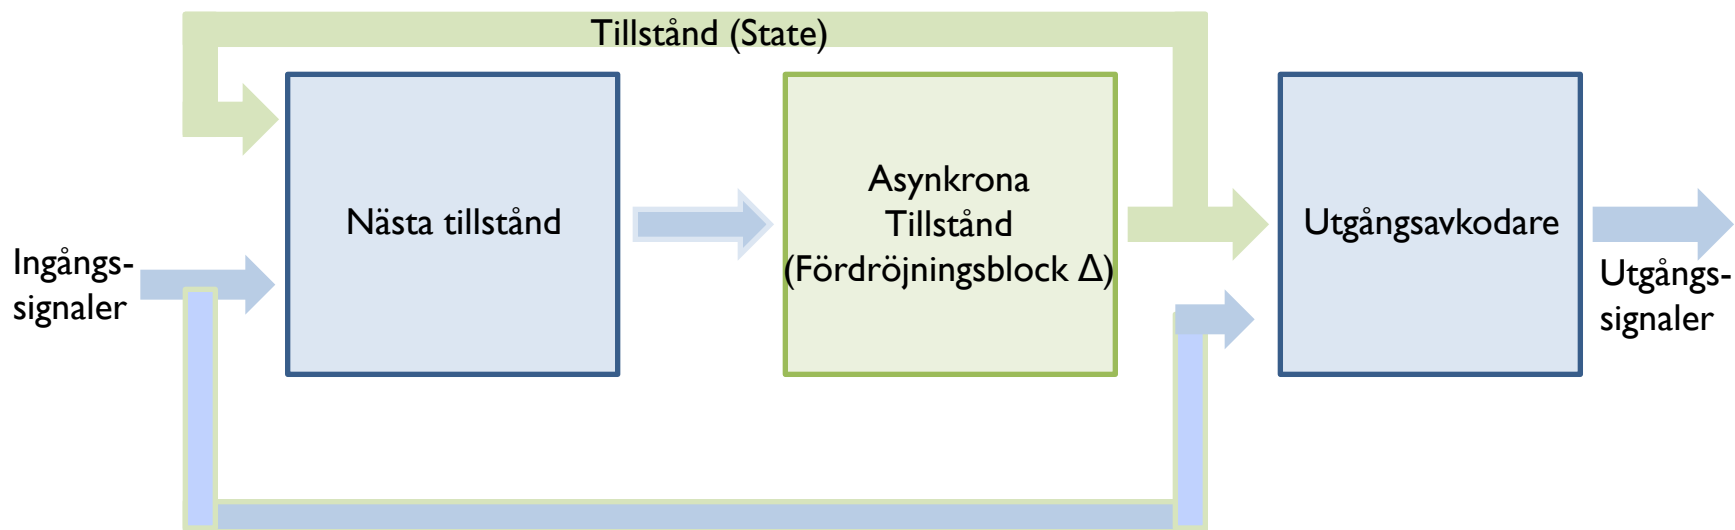 Tillstånd (State)
Ingångs-
signaler
Nästa tillstånd
Asynkrona
Tillstånd
(Fördröjningsblock Δ)
Utgångsavkodare
Utgångs-
signaler